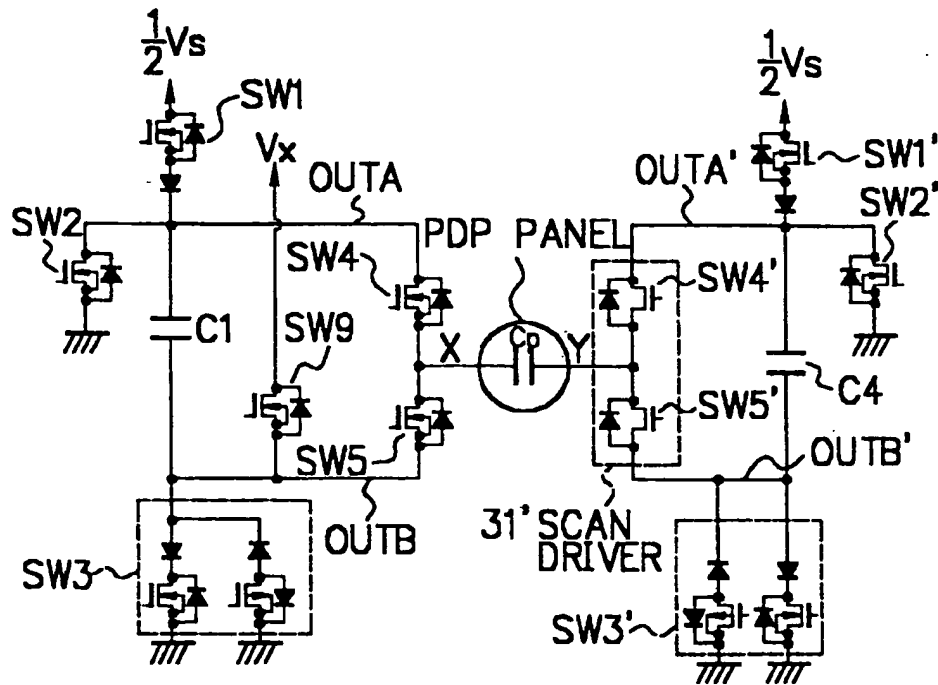 ½Vs
SW1
Vx
OUTA
SW2
C1
SW4
SW9
X
SW5
OUTB
SW3
PDP PANEL
Cp
Y
½Vs
SW1'
OUTA'
SW2'
SW4'
C4
SW5'
OUTB'
31' SCAN
DRIVER
SW3'